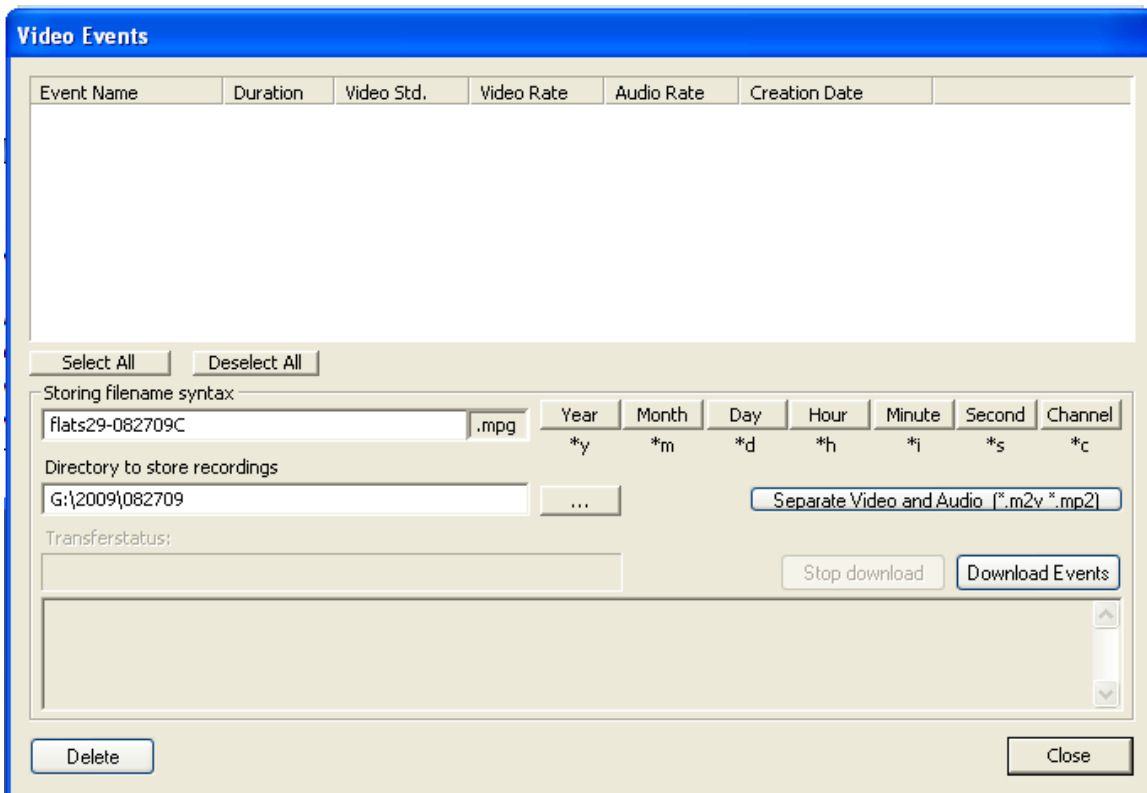 Video Events
Event Name Duration Video Std. Video Rate Audio Rate Creation Date
Select All Deselect All
Storing filename syntax
flats29-082709C .mpg Year Month Day Hour Minute Second Channel
*y *m *d *h *i *s *c
Directory to store recordings
G:\2009\082709 ... Separate Video and Audio (*.m2v *.mp2)
Transferstatus:
Stop download Download Events
Delete Close